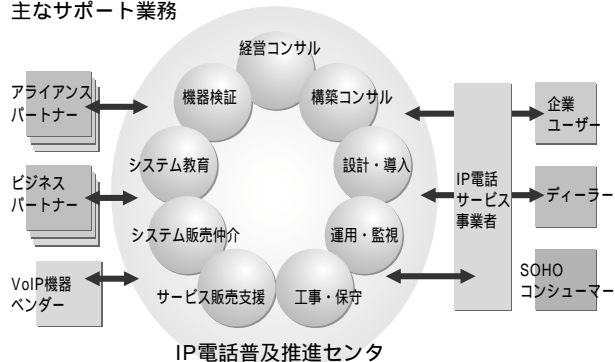 主なサポート業務
経営コンサル
機器検証
構築コンサル
アライアンス
パートナー
企業
ユーザー
システム教育
設計・導入
ビジネス
パートナー
IP電話
サービス
事業者
ディーラー
システム販売仲介
運用・監視
VoIP機器
ベンダー
サービス販売支援
工事・保守
SOHO
コンシューマー
IP電話普及推進センタ